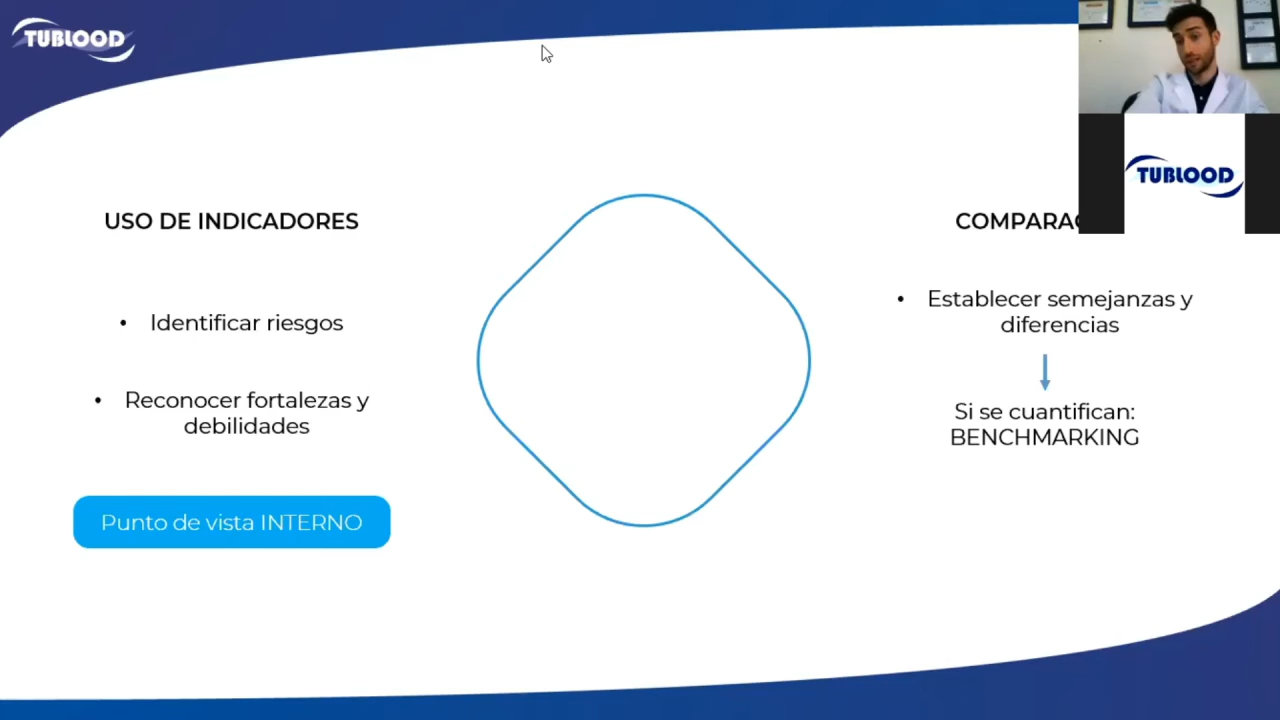 TUBLOOD
TUBLOOD
USO DE INDICADORES
• Identificar riesgos
• Reconocer fortalezas y
debilidades
Punto de vista INTERNO
• Establecer semejanzas y
diferencias
Si se cuantifican:
BENCHMARKING